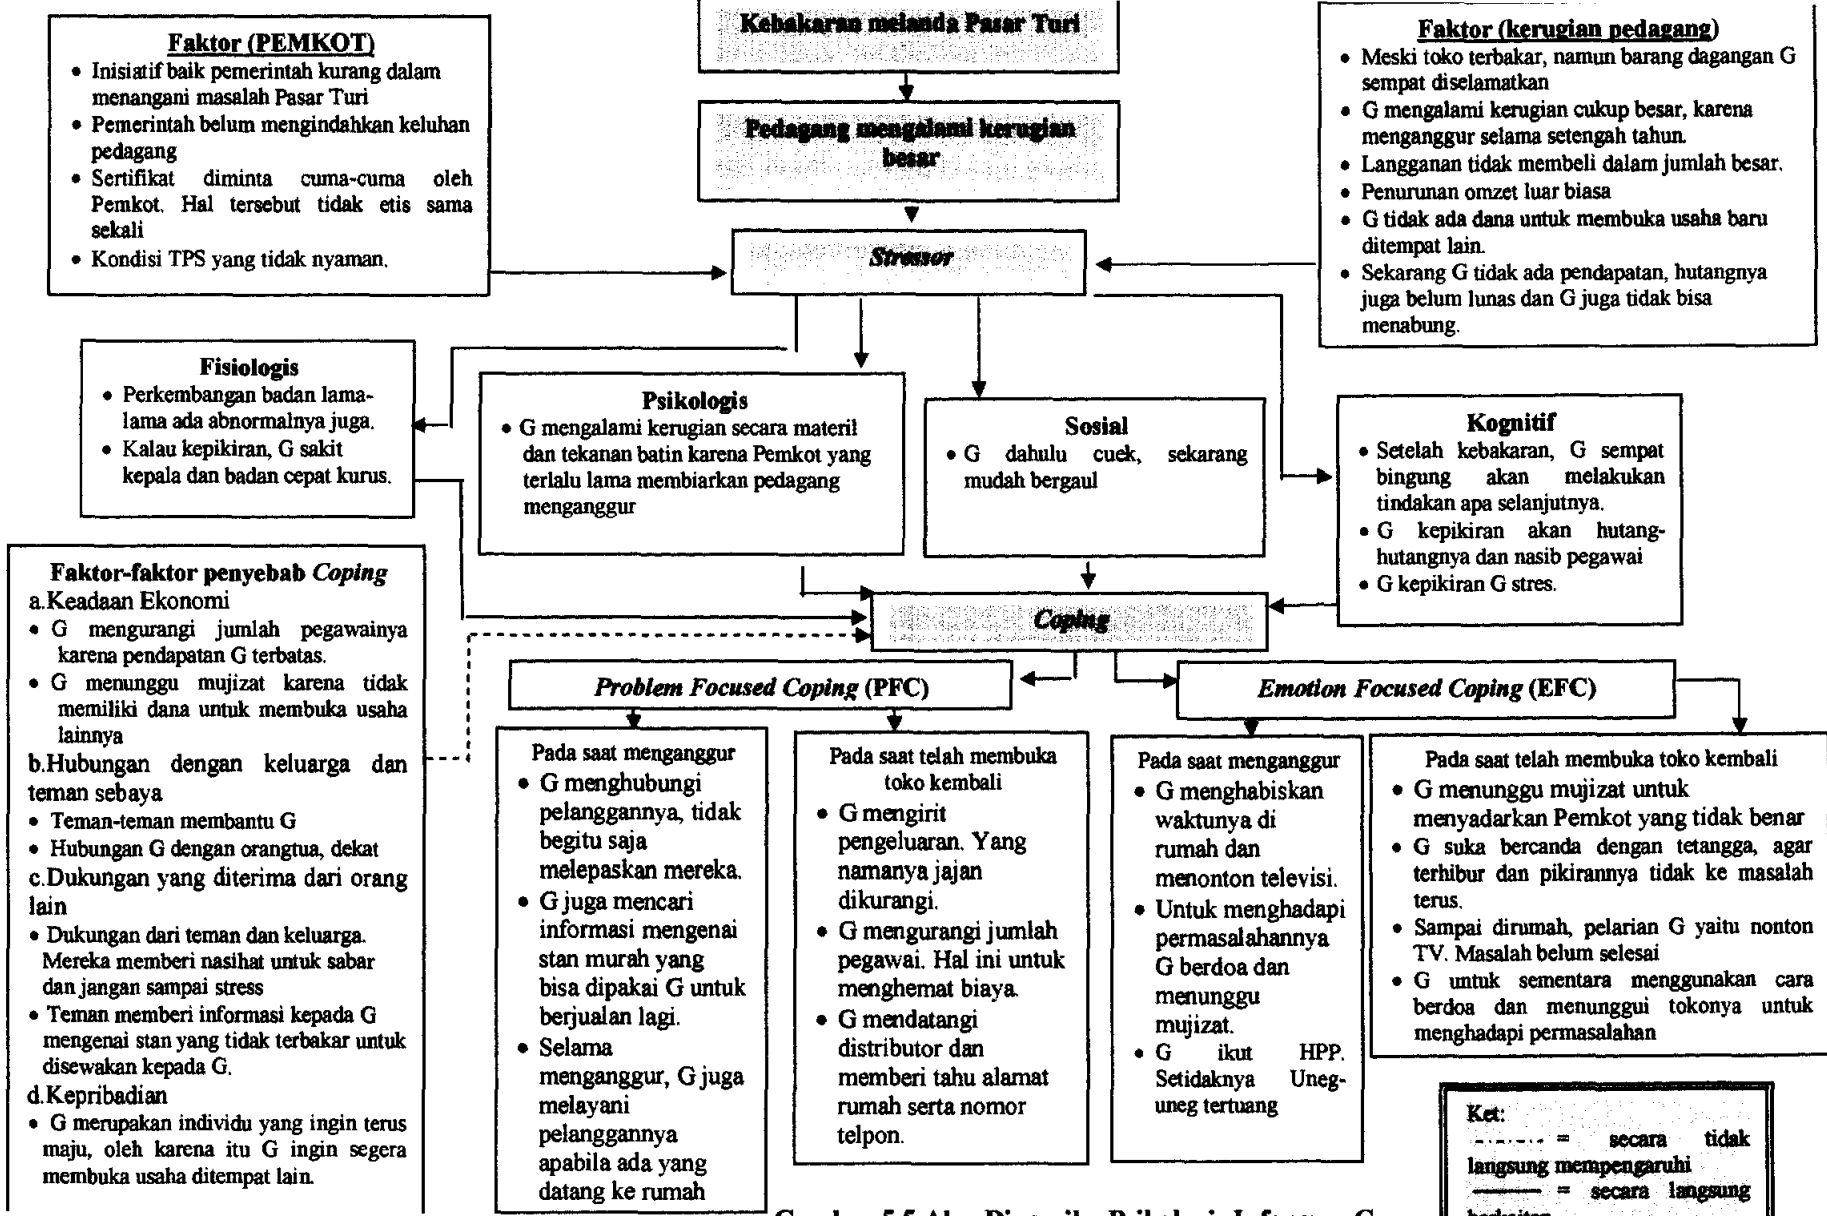 Kebakaran melanda Pasar Turi
Pedagang mengalami kerugian
besar
Faktor (PEMKOT)
• Inisiatif baik pemerintah kurang dalam
menangani masalah Pasar Turi
• Pemerintah belum mengindahkan keluhan
pedagang
• Sertifikat diminta cuma-cuma oleh
Pemkot. Hal tersebut tidak etis sama
sekali
• Kondisi TPS yang tidak nyaman.
Faktor (kerugian pedagang)
• Meski toko terbakar, namun barang dagangan G
sempat diselamatkan
• G mengalami kerugian cukup besar, karena
menganggur selama setengah tahun.
• Langganan tidak membeli dalam jumlah besar.
• Penurunan omzet luar biasa
• G tidak ada dana untuk membuka usaha baru
ditempat lain.
• Sekarang G tidak ada pendapatan, hutangnya
juga belum lunas dan G juga tidak bisa
menabung.
Stressor
Fisiologis
• Perkembangan badan lama-
lama ada abnormalnya juga.
• Kalau kepikiran, G sakit
kepala dan badan cepat kurus.
Psikologis
• G mengalami kerugian secara materil
dan tekanan batin karena Pemkot yang
terlalu lama membiarkan pedagang
menganggur
Sosial
• G dahulu cuek, sekarang
mudah bergaul
Kognitif
• Setelah kebakaran, G sempat
bingung akan melakukan
tindakan apa selanjutnya.
• G kepikiran akan hutang-
hutangnya dan nasib pegawai
• G kepikiran G stres.
Faktor-faktor penyebab Coping
a.Keadaan Ekonomi
• G mengurangi jumlah pegawainya
karena pendapatan G terbatas.
• G menunggu mujizat karena tidak
memiliki dana untuk membuka usaha
lainnya
b.Hubungan dengan keluarga dan
teman sebaya
• Teman-teman membantu G
• Hubungan G dengan orangtua, dekat
c.Dukungan yang diterima dari orang
lain
• Dukungan dari teman dan keluarga.
Mereka memberi nasihat untuk sabar
dan jangan sampai stress
• Teman memberi informasi kepada G
mengenai stan yang tidak terbakar untuk
disewakan kepada G.
d.Kepribadian
• G merupakan individu yang ingin terus
maju, oleh karena itu G ingin segera
membuka usaha ditempat lain.
Coping
Problem Focused Coping (PFC)
Emotion Focused Coping (EFC)
Pada saat menganggur
• G menghubungi
pelanggannya, tidak
begitu saja
melepaskan mereka.
• G juga mencari
informasi mengenai
stan murah yang
bisa dipakai G untuk
berjualan lagi.
• Selama
menganggur, G juga
melayani
pelanggannya
apabila ada yang
datang ke rumah
Pada saat telah membuka
toko kembali
• G mengirit
pengeluaran. Yang
namanya jajan
dikurangi.
• G mengurangi jumlah
pegawai. Hal ini untuk
menghemat biaya.
• G mendatangi
distributor dan
memberi tahu alamat
rumah serta nomor
telpon.
Pada saat menganggur
• G menghabiskan
waktunya di
rumah dan
menonton televisi.
• Untuk menghadapi
permasalahannya
G berdoa dan
menunggu
mujizat.
• G ikut HPP.
Setidaknya Uneg-
uneg tertuang
Pada saat telah membuka toko kembali
• G menunggu mujizat untuk
menyadarkan Pemkot yang tidak benar
• G suka bercanda dengan tetangga, agar
terhibur dan pikirannya tidak ke masalah
terus.
• Sampai dirumah, pelarian G yaitu nonton
TV. Masalah belum selesai
• G untuk sementara menggunakan cara
berdoa dan menunggui tokonya untuk
menghadapi permasalahan
Ket:
-.-.-.-.- = secara tidak
langsung mempengaruhi
——— = secara langsung